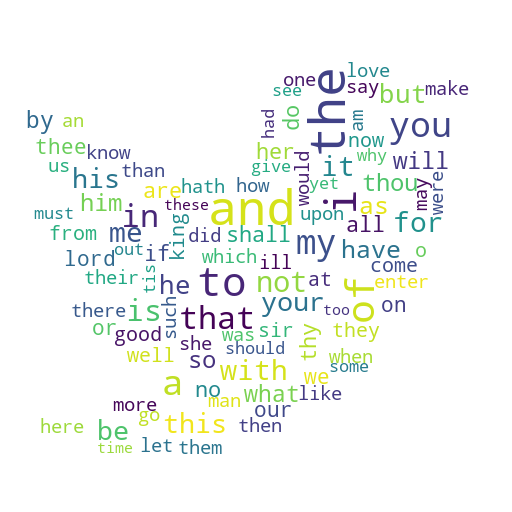 one
love
see
say
but
make
the
had
do
am
by
an
you
thee
know
her
it
now
why
us
than
give
would
will
his
are
hath
how
yet
i
thou
may
were
him
these
and
as
must
in
upon
all
for
from
me
king
did
shall
my
have
o
out
lord
if
which
ill
come
their
tis
he
to
not
at
of
enter
there
is
such
that
your
on
or
good
she
was
sir
thy
they
well
so
should
when
some
too
a
with
we
no
what
like
more
go
man
our
here
be
this
then
time
let
them